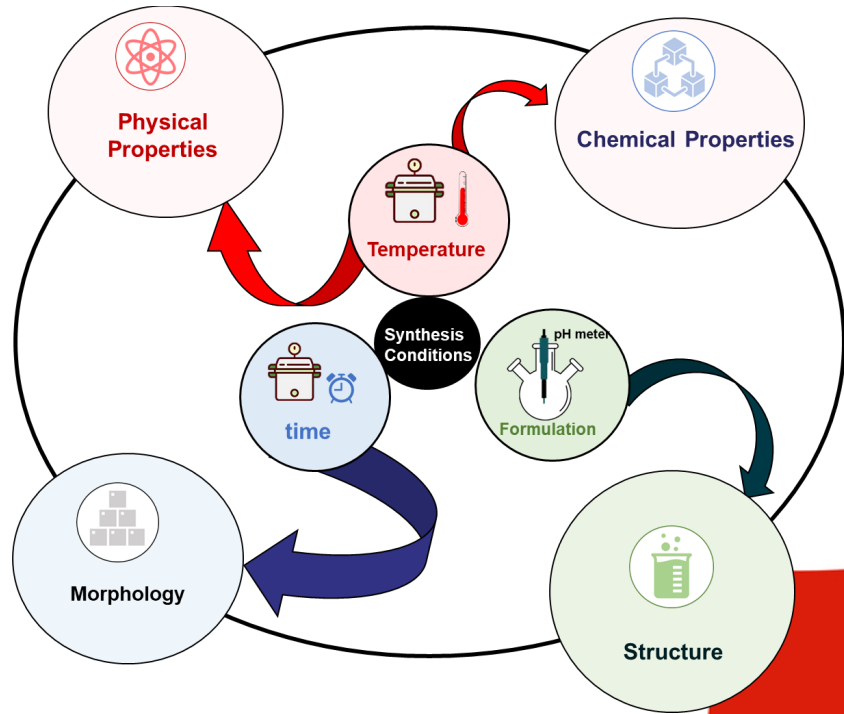 Physical
Properties
Chemical Properties
Temperature
Synthesis
Conditions
pH meter
time
Formulation
Morphology
Structure